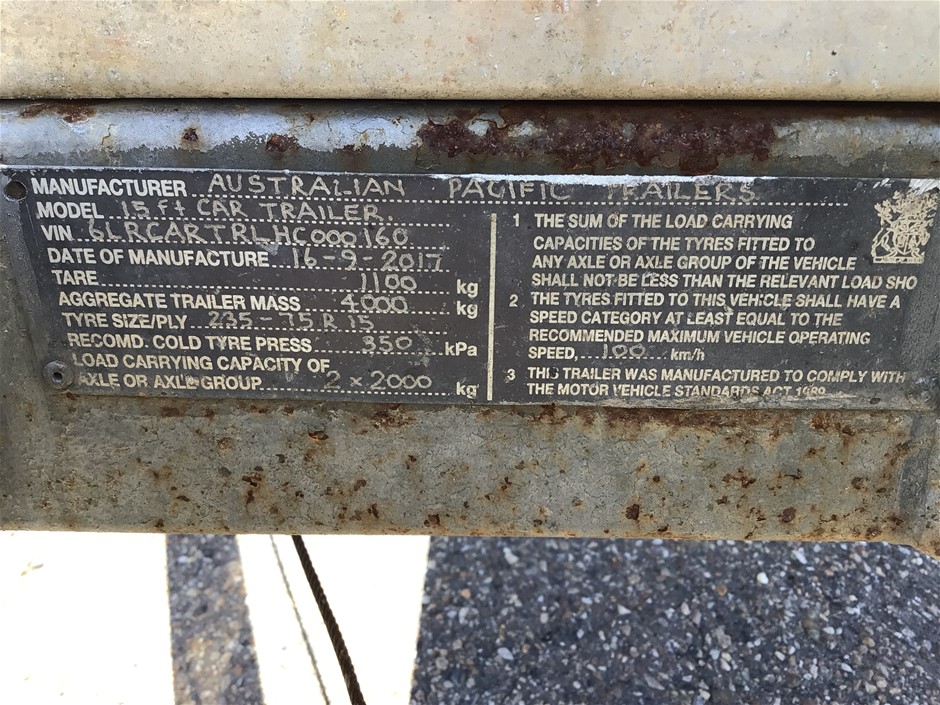 MANUFACTURER AUSTRALIAN PACIFIC TRAILERS
MODEL 15 ft CAR TRAILER
VIN 6LRCARTRLHC000160
DATE OF MANUFACTURE 16-9-2017
TARE 1100 kg
AGGREGATE TRAILER MASS 4000 kg
TYRE SIZE/PLY 235-75R15
RECOMD. COLD TYRE PRESS 350 kPa
LOAD CARRYING CAPACITY OF
AXLE OR AXLE GROUP 2 x 2000 kg
1 THE SUM OF THE LOAD CARRYING
CAPACITIES OF THE TYRES FITTED TO
ANY AXLE OR AXLE GROUP OF THE VEHICLE
SHALL NOT BE LESS THAN THE RELEVANT LOAD SHO
2 THE TYRES FITTED TO THIS VEHICLE SHALL HAVE A
SPEED CATEGORY AT LEAST EQUAL TO THE
RECOMMENDED MAXIMUM VEHICLE OPERATING
SPEED, 100 km/h
3 THIS TRAILER WAS MANUFACTURED TO COMPLY WITH
THE MOTOR VEHICLE STANDARDS ACT 1989